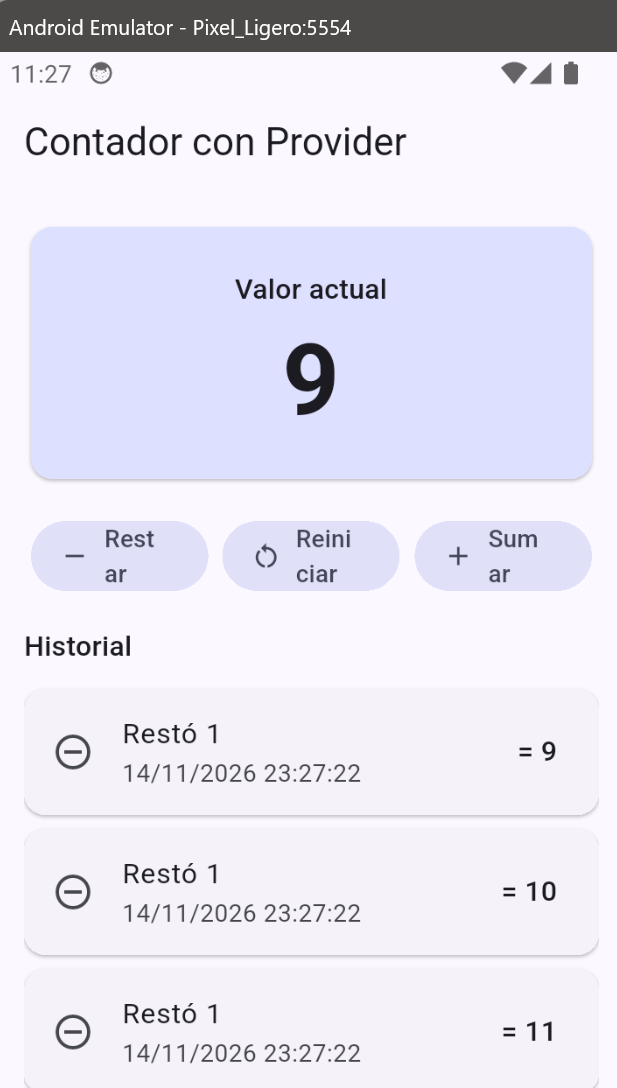 Android Emulator - Pixel_Ligero:5554
11:27
Contador con Provider
Valor actual
9
Rest
ar
Reini
ciar
Sum
ar
Historial
Restó 1
14/11/2026 23:27:22
= 9
Restó 1
14/11/2026 23:27:22
= 10
Restó 1
14/11/2026 23:27:22
= 11